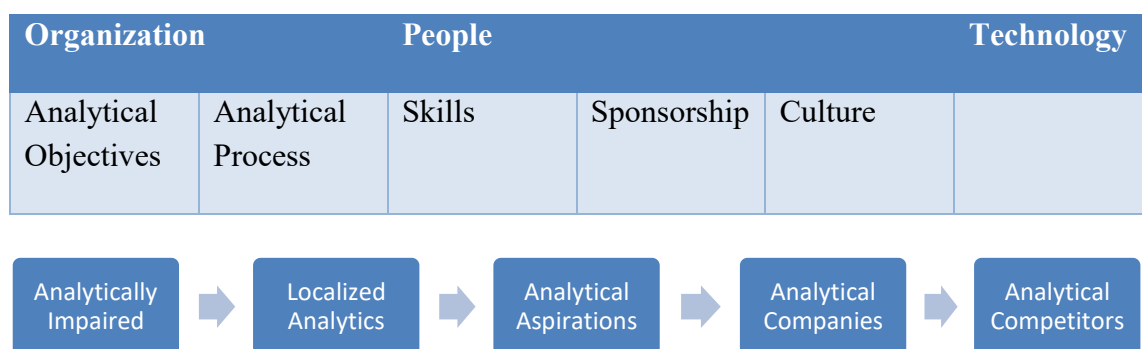 Organization People Technology
Analytical Objectives Analytical Process Skills Sponsorship Culture
Analytically Impaired
Localized Analytics
Analytical Aspirations
Analytical Companies
Analytical Competitors